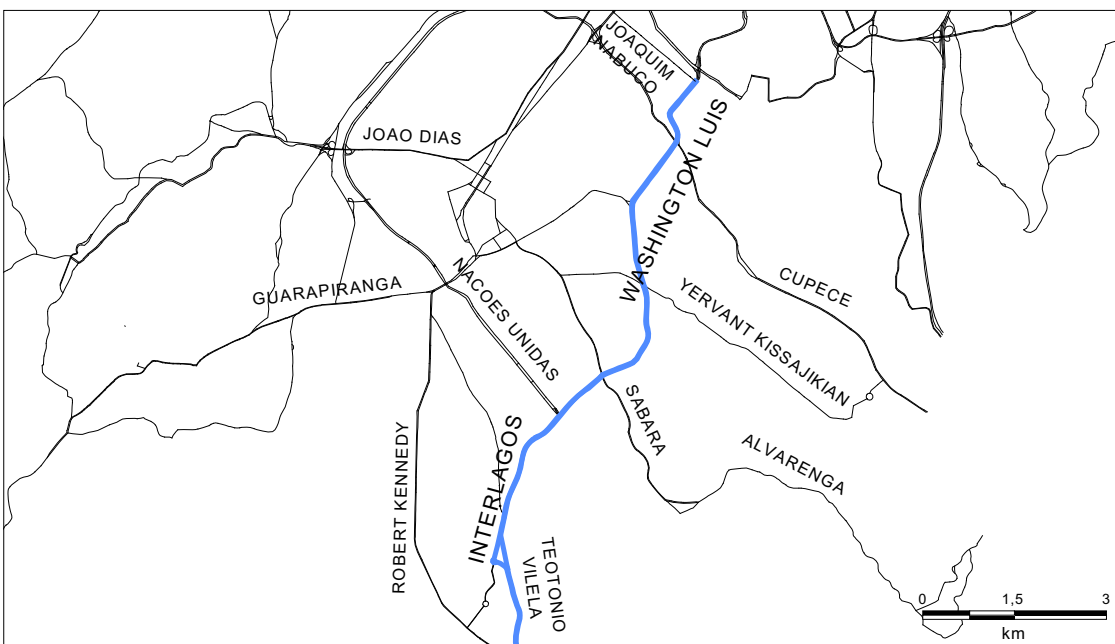 JOAQUIM
NABUCO
JOAO DIAS
WASHINGTON LUIS
GUARAPIRANGA
NACOES UNIDAS
CUPECE
YERVANT KISSAJIKIAN
SABARA
ALVARENGA
INTERLAGOS
ROBERT KENNEDY
TEOTONIO
VILELA
0 1,5 3
km